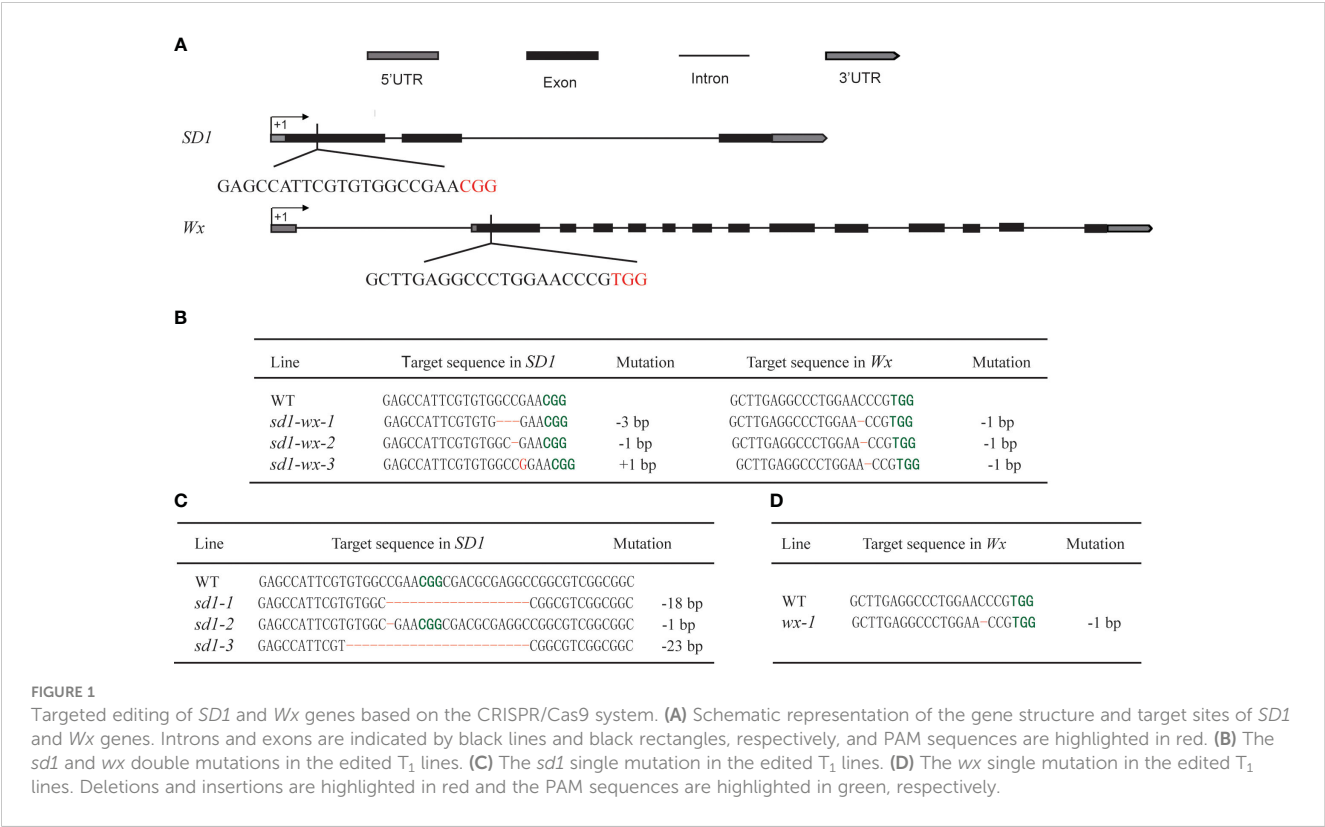 A
5'UTR Exon Intron 3'UTR
+1
SD1
GAGCCATTCGTGTGGCCGAACGG
+1
Wx
GCTTGAGGCCCTGGAACCCGTGG
B
Line Target sequence in SD1 Mutation Target sequence in Wx Mutation
WT GAGCCATTCGTGTGGCCGAACGG GCTTGAGGCCCTGGAACCCGTGG
sd1-wx-1 GAGCCATTCGTGTG---GAACGG -3 bp GCTTGAGGCCCTGGAA-CCGTGG -1 bp
sd1-wx-2 GAGCCATTCGTGTGGC-GAACGG -1 bp GCTTGAGGCCCTGGAA-CCGTGG -1 bp
sd1-wx-3 GAGCCATTCGTGTGGCCGGAACGG +1 bp GCTTGAGGCCCTGGAA-CCGTGG -1 bp
C
Line Target sequence in SD1 Mutation
WT GAGCCATTCGTGTGGCCGAACGGCGACGCGAGGCCGGCGTCGGCGGC
sd1-1 GAGCCATTCGTGTGGC------------------CGGCGTCGGCGGC -18 bp
sd1-2 GAGCCATTCGTGTGGC-GAACGGCGACGCGAGGCCGGCGTCGGCGGC -1 bp
sd1-3 GAGCCATTCGT-----------------------CGGCGTCGGCGGC -23 bp
D
Line Target sequence in Wx Mutation
WT GCTTGAGGCCCTGGAACCCGTGG
wx-1 GCTTGAGGCCCTGGAA-CCGTGG -1 bp
FIGURE 1
Targeted editing of SD1 and Wx genes based on the CRISPR/Cas9 system. (A) Schematic representation of the gene structure and target sites of SD1
and Wx genes. Introns and exons are indicated by black lines and black rectangles, respectively, and PAM sequences are highlighted in red. (B) The
sd1 and wx double mutations in the edited T1 lines. (C) The sd1 single mutation in the edited T1 lines. (D) The wx single mutation in the edited T1
lines. Deletions and insertions are highlighted in red and the PAM sequences are highlighted in green, respectively.